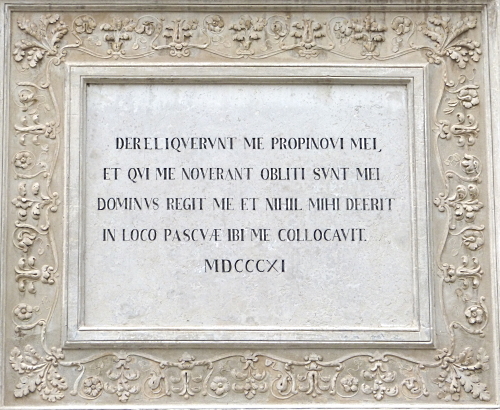 DERELIQVERVNT ME PROPINQVI MEI,
ET QVI ME NOVERANT OBLITI SVNT MEI
DOMINVS REGIT ME ET NIHIL MIHI DEERIT
IN LOCO PASCVÆ IBI ME COLLOCAVIT.
MDCCCXI